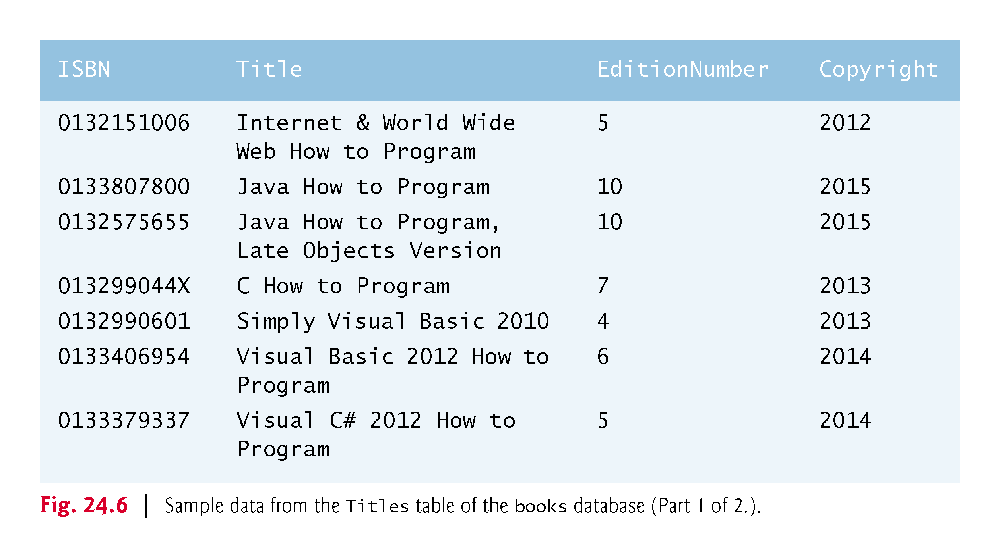 ISBN Title EditionNumber Copyright
0132151006 Internet & World Wide 5 2012
Web How to Program
0133807800 Java How to Program 10 2015
0132575655 Java How to Program, 10 2015
Late Objects Version
013299044X C How to Program 7 2013
0132990601 Simply Visual Basic 2010 4 2013
0133406954 Visual Basic 2012 How to 6 2014
Program
0133379337 Visual C# 2012 How to 5 2014
Program
Fig. 24.6 | Sample data from the Titles table of the books database (Part 1 of 2.).